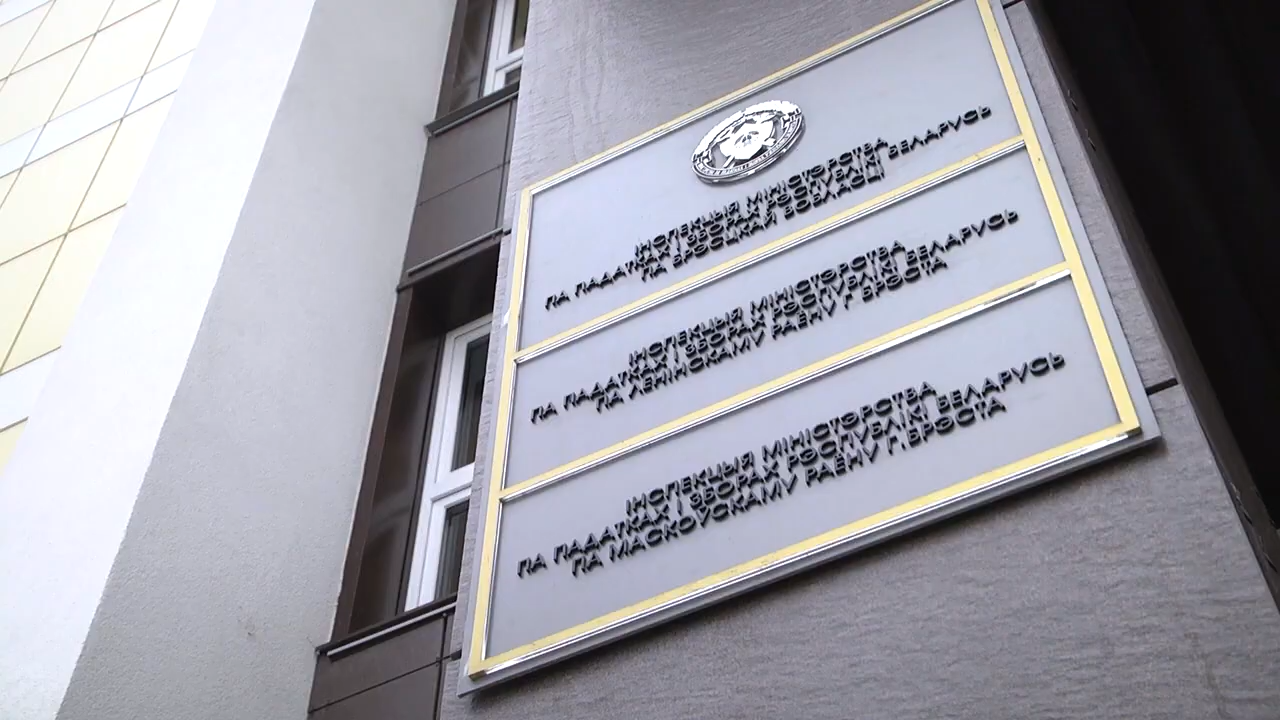 ІНСПЕКЦЫЯ МІНІСТЭРСТВА
ПА ПАДАТКАХ І ЗБОРАХ РЭСПУБЛІКІ БЕЛАРУСЬ
ПА БРЭСЦКАЙ ВОБЛАСЦІ
ІНСПЕКЦЫЯ МІНІСТЭРСТВА
ПА ПАДАТКАХ І ЗБОРАХ РЭСПУБЛІКІ БЕЛАРУСЬ
ПА ЛЕНІНСКАМУ РАЁНУ Г. БРЭСТА
ІНСПЕКЦЫЯ МІНІСТЭРСТВА
ПА ПАДАТКАХ І ЗБОРАХ РЭСПУБЛІКІ БЕЛАРУСЬ
ПА МАСКОЎСКАМУ РАЁНУ Г. БРЭСТА